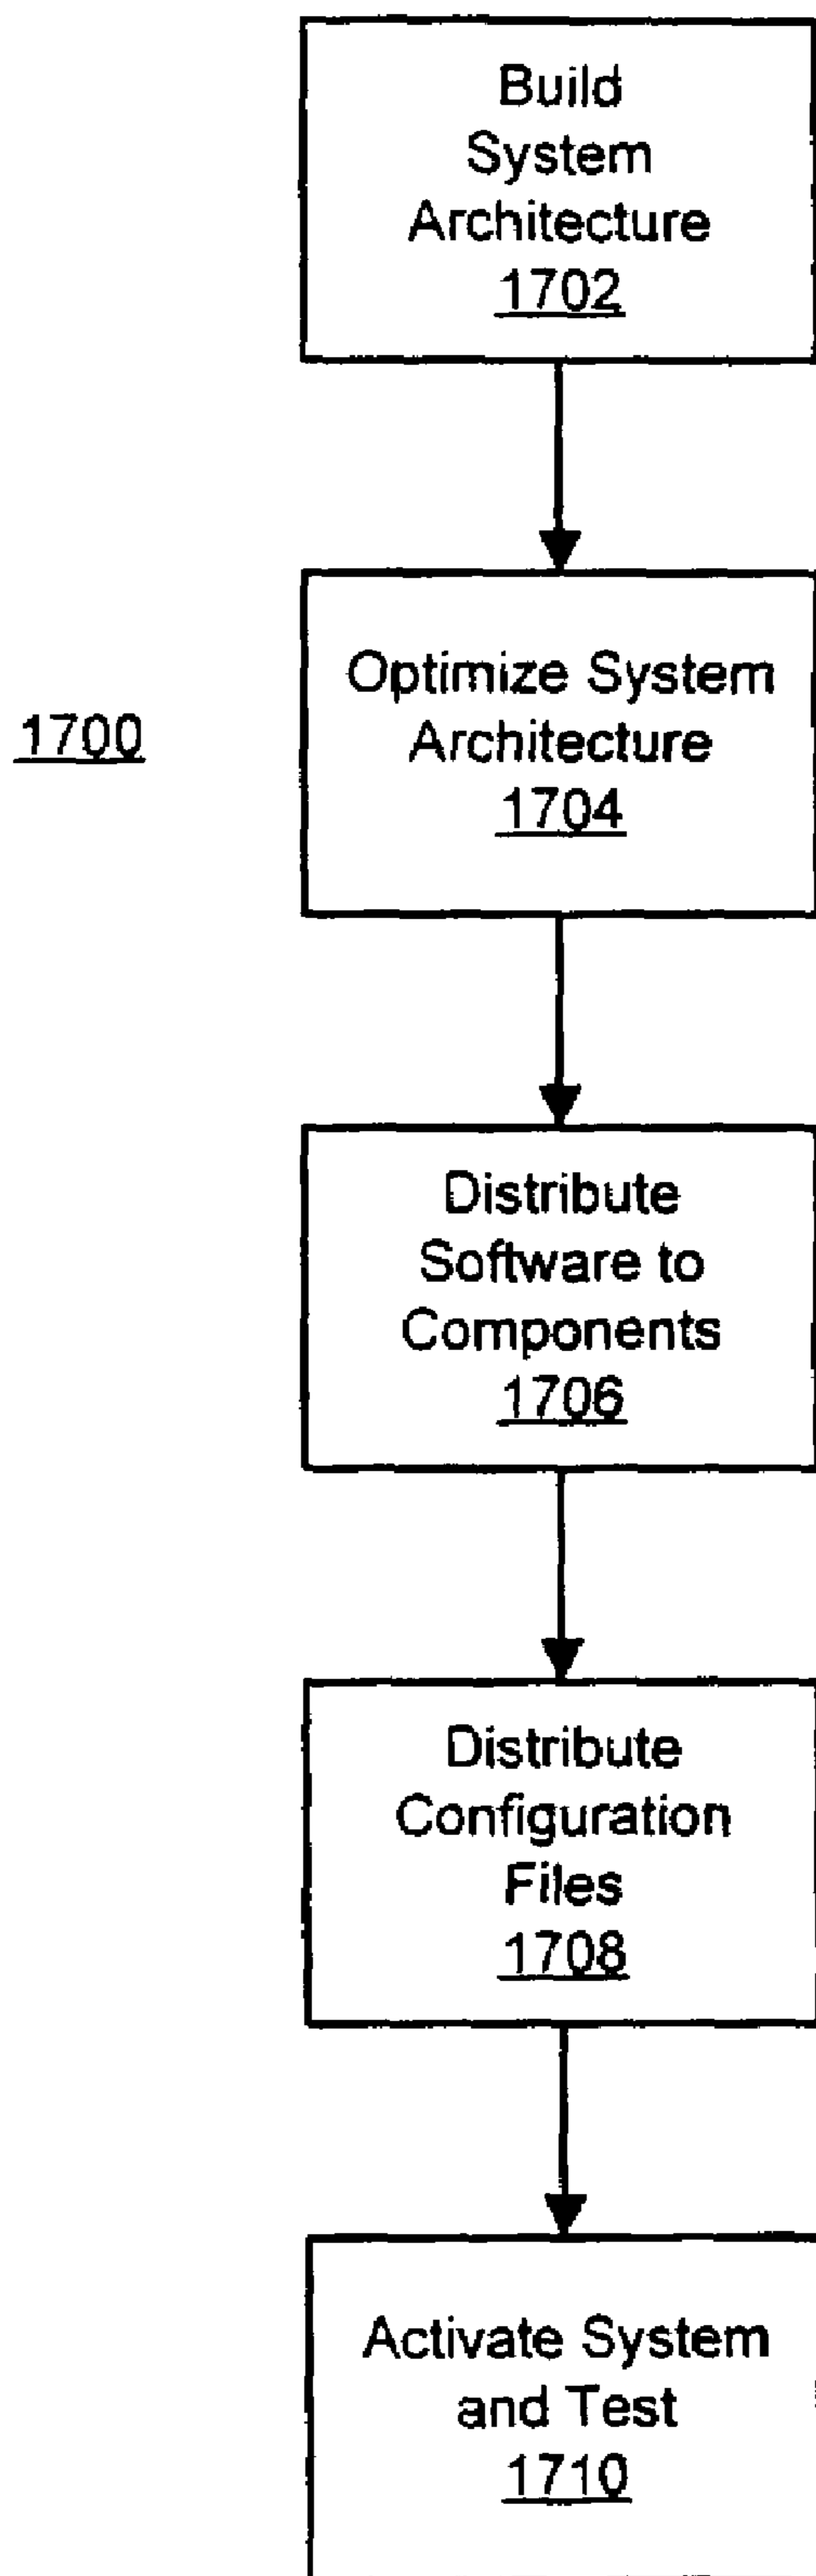 Build
System
Architecture
1702
1700
Optimize System
Architecture
1704
Distribute
Software to
Components
1706
Distribute
Configuration
Files
1708
Activate System
and Test
1710